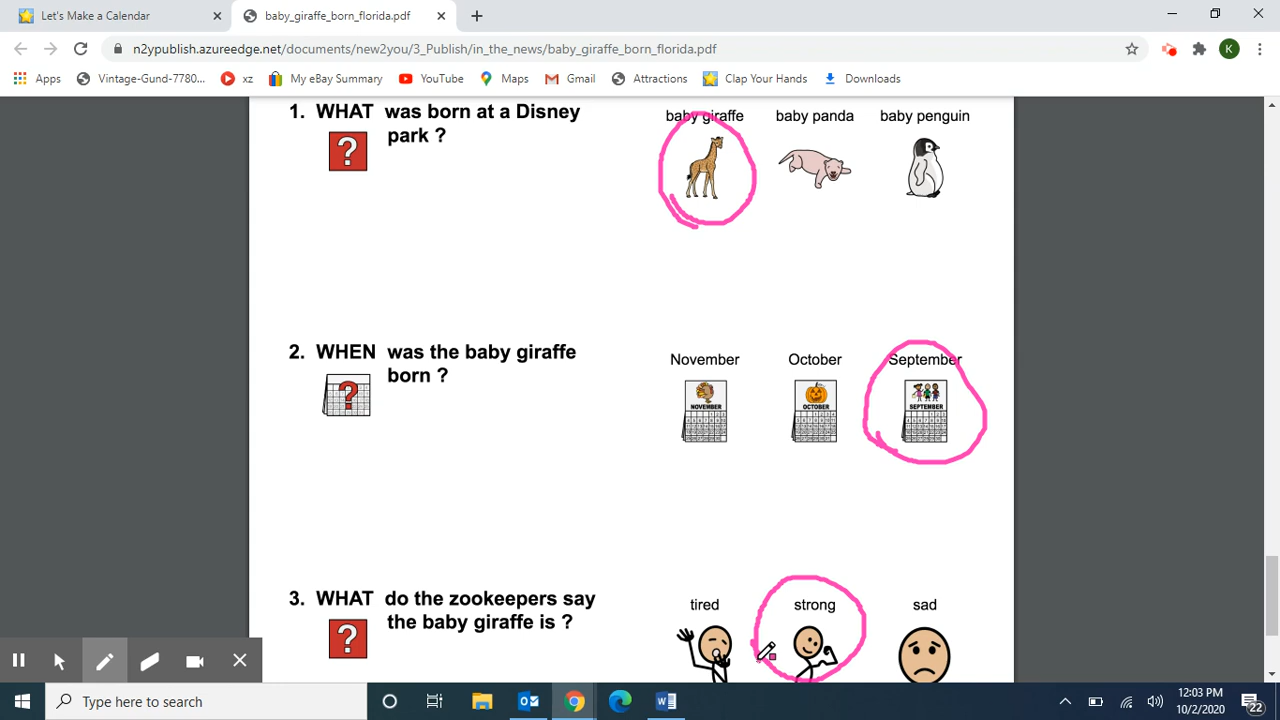 Let's Make a Calendar
baby_giraffe_born_florida.pdf
n2ypublish.azureedge.net/documents/new2you/3_Publish/in_the_news/baby_giraffe_born_florida.pdf
K
Apps Vintage-Gund-7780... xz My eBay Summary YouTube Maps Gmail Attractions Clap Your Hands Downloads
1. WHAT was born at a Disney
park ?
?
baby giraffe baby panda baby penguin
2. WHEN was the baby giraffe
born ?
?
November October September
NOVEMBER OCTOBER SEPTEMBER
3. WHAT do the zookeepers say
the baby giraffe is ?
?
tired strong sad
Type here to search
12:03 PM
10/2/2020
22